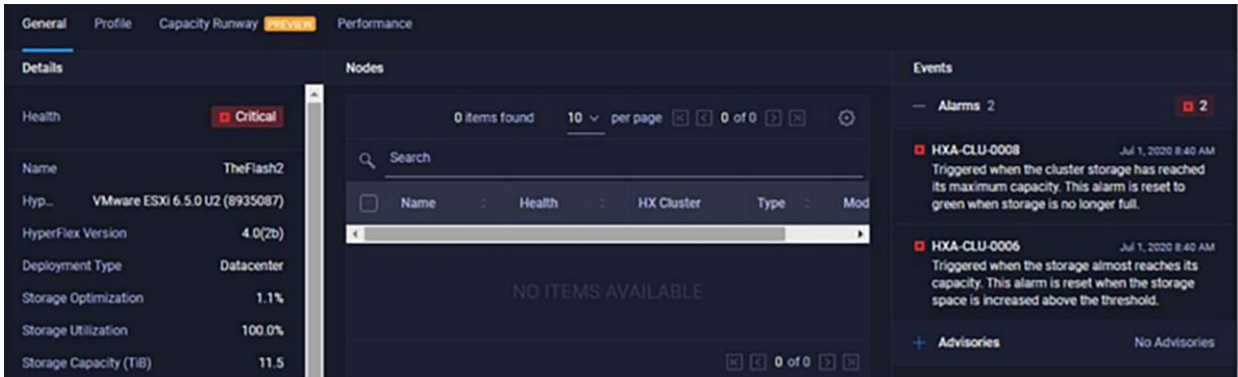 General Profile Capacity Runway PREVIEW Performance
Details
Health Critical
Name TheFlash2
Hyp... VMware ESXi 6.5.0 U2 (8935087)
HyperFlex Version 4.0(2b)
Deployment Type Datacenter
Storage Optimization 1.1%
Storage Utilization 100.0%
Storage Capacity (TiB) 11.5
Nodes
0 items found 10 per page 0 of 0
Search
Name Health HX Cluster Type Mod
NO ITEMS AVAILABLE
0 of 0
Events
Alarms 2 2
HXA-CLU-0008 Jul 1, 2020 8:40 AM
Triggered when the cluster storage has reached
its maximum capacity. This alarm is reset to
green when storage is no longer full.
HXA-CLU-0006 Jul 1, 2020 8:40 AM
Triggered when the storage almost reaches its
capacity. This alarm is reset when the storage
space is increased above the threshold.
Advisories No Advisories